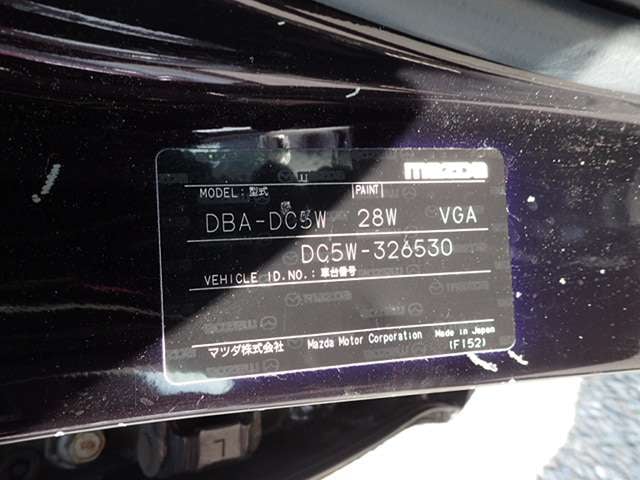 mazda
MODEL:型式 PAINT
DBA-DC5W 28W VGA
DC5W-326530
VEHICLE ID.NO.:車台番号
マツダ株式会社 Mazda Motor Corporation Made in Japan
(F152)
L